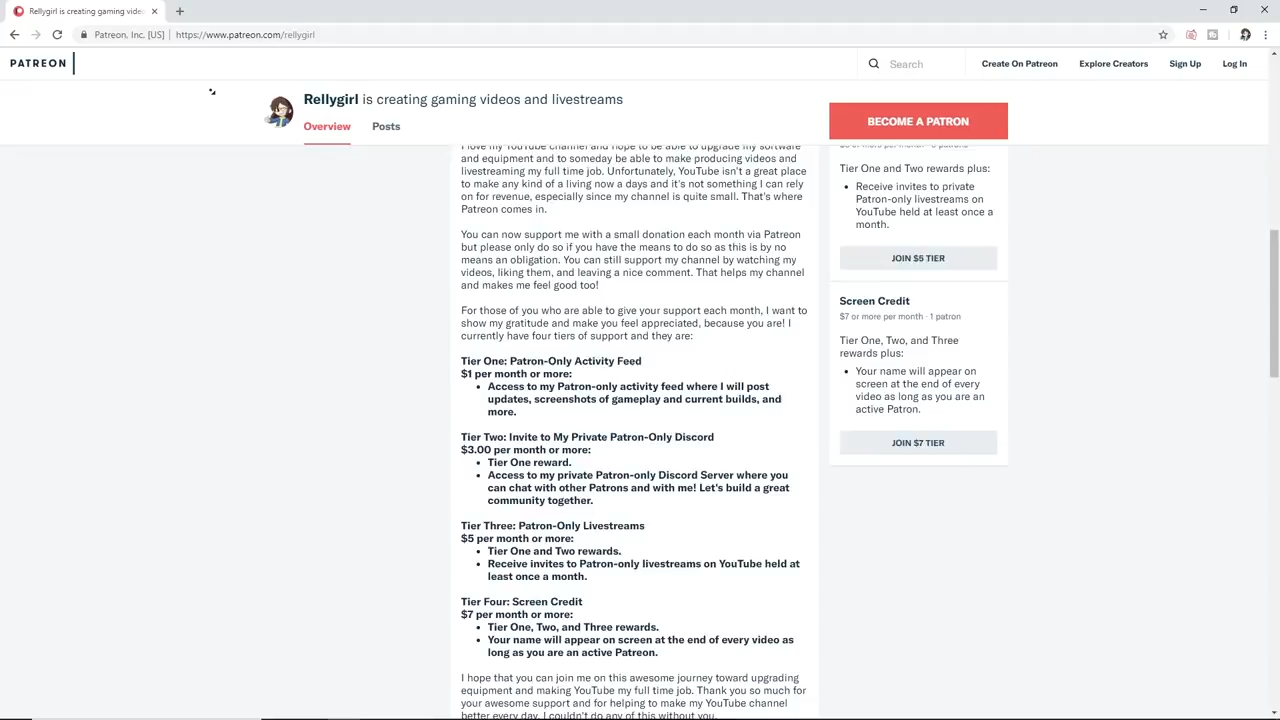 Rellygirl is creating gaming video
Patreon, Inc. [US] | https://www.patreon.com/rellygirl
PATREON
Search
Create On Patreon
Explore Creators
Sign Up
Log In
Rellygirl is creating gaming videos and livestreams
Overview
Posts
BECOME A PATRON
I love my YouTube channel and hope to be able to upgrade my software
and equipment and to someday be able to make producing videos and
livestreaming my full time job. Unfortunately, YouTube isn't a great place
to make any kind of a living now a days and it's not something I can rely
on for revenue, especially since my channel is quite small. That's where
Patreon comes in.
You can now support me with a small donation each month via Patreon
but please only do so if you have the means to do so as this is by no
means an obligation. You can still support my channel by watching my
videos, liking them, and leaving a nice comment. That helps my channel
and makes me feel good too!
For those of you who are able to give your support each month, I want to
show my gratitude and make you feel appreciated, because you are! I
currently have four tiers of support and they are:
Tier One: Patron-Only Activity Feed
$1 per month or more:
• Access to my Patron-only activity feed where I will post
updates, screenshots of gameplay and current builds, and
more.
Tier Two: Invite to My Private Patron-Only Discord
$3.00 per month or more:
• Tier One reward.
• Access to my private Patron-only Discord Server where you
can chat with other Patrons and with me! Let's build a great
community together.
Tier Three: Patron-Only Livestreams
$5 per month or more:
• Tier One and Two rewards.
• Receive invites to Patron-only livestreams on YouTube held at
least once a month.
Tier Four: Screen Credit
$7 per month or more:
• Tier One, Two, and Three rewards.
• Your name will appear on screen at the end of every video as
long as you are an active Patreon.
I hope that you can join me on this awesome journey toward upgrading
equipment and making YouTube my full time job. Thank you so much for
your awesome support and for helping to make my YouTube channel
better every day. I couldn't do any of this without you.
Tier One and Two rewards plus:
• Receive invites to private
Patron-only livestreams on
YouTube held at least once a
month.
JOIN $5 TIER
Screen Credit
$7 or more per month · 1 patron
Tier One, Two, and Three
rewards plus:
• Your name will appear on
screen at the end of every
video as long as you are an
active Patron.
JOIN $7 TIER